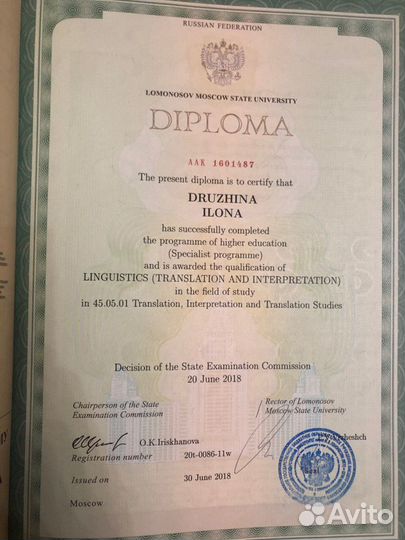 RUSSIAN FEDERATION
LOMONOSOV MOSCOW STATE UNIVERSITY
DIPLOMA
AAK 1601487
The present diploma is to certify that
DRUZHINA
ILONA
has successfully completed
the programme of higher education
(Specialist programme)
and is awarded the qualification of
LINGUISTICS (TRANSLATION AND INTERPRETATION)
in the field of study
in 45.05.01 Translation, Interpretation and Translation Studies
Decision of the State Examination Commission
20 June 2018
Chairperson of the State
Examination Commission
Rector of Lomonosov
Moscow State University
O.K.Iriskhanova
Registration number 20t-0086-11w
Issued on 30 June 2018
Moscow
Avito